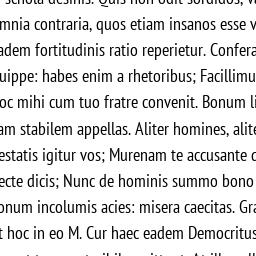 schola desinis. Quis non odit sordidos, v
mnia contraria, quos etiam insanos esse v
adem fortitudinis ratio reperietur. Confera
uippe: habes enim a rhetoribus; Facillimu
oc mihi cum tuo fratre convenit. Bonum li
am stabilem appellas. Aliter homines, alite
estatis igitur vos; Murenam te accusante d
ecte dicis; Nunc de hominis summo bono
onum incolumis acies: misera caecitas. Gra
t hoc in eo M. Cur haec eadem Democritus